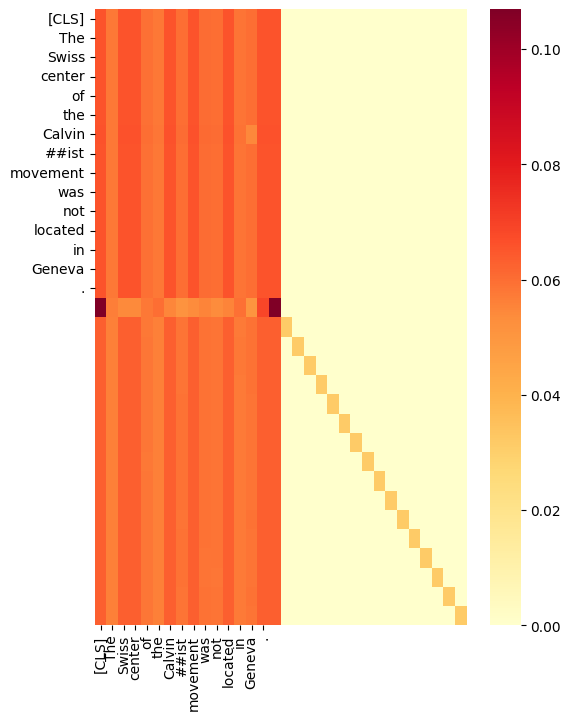 [CLS]
The
Swiss
center
of
the
Calvin
##ist
movement
was
not
located
in
Geneva
.
0.10
0.08
0.06
0.04
0.02
0.00
[CLS]
The
Swiss
center
of
the
Calvin
##ist
movement
was
not
located
in
Geneva
.